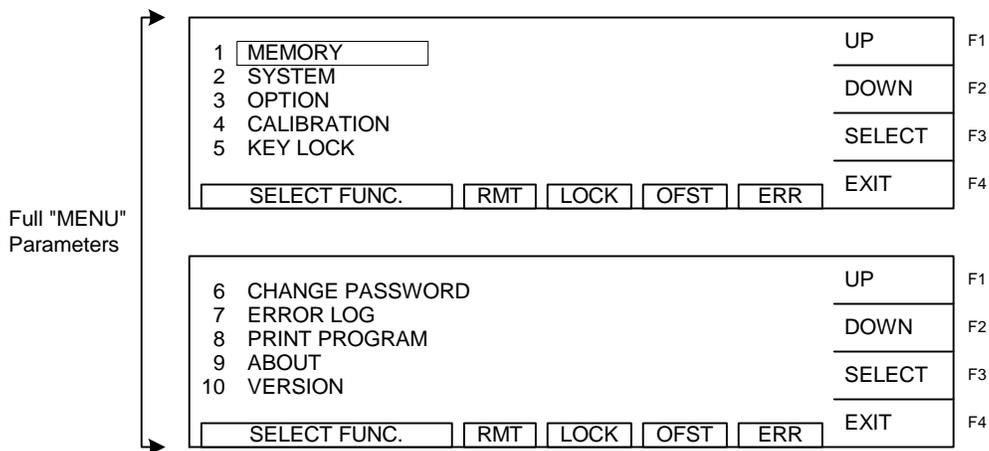 Full "MENU"
Parameters
1 MEMORY
2 SYSTEM
3 OPTION
4 CALIBRATION
5 KEY LOCK
SELECT FUNC. RMT LOCK OFST ERR
UP F1
DOWN F2
SELECT F3
EXIT F4
6 CHANGE PASSWORD
7 ERROR LOG
8 PRINT PROGRAM
9 ABOUT
10 VERSION
SELECT FUNC. RMT LOCK OFST ERR
UP F1
DOWN F2
SELECT F3
EXIT F4